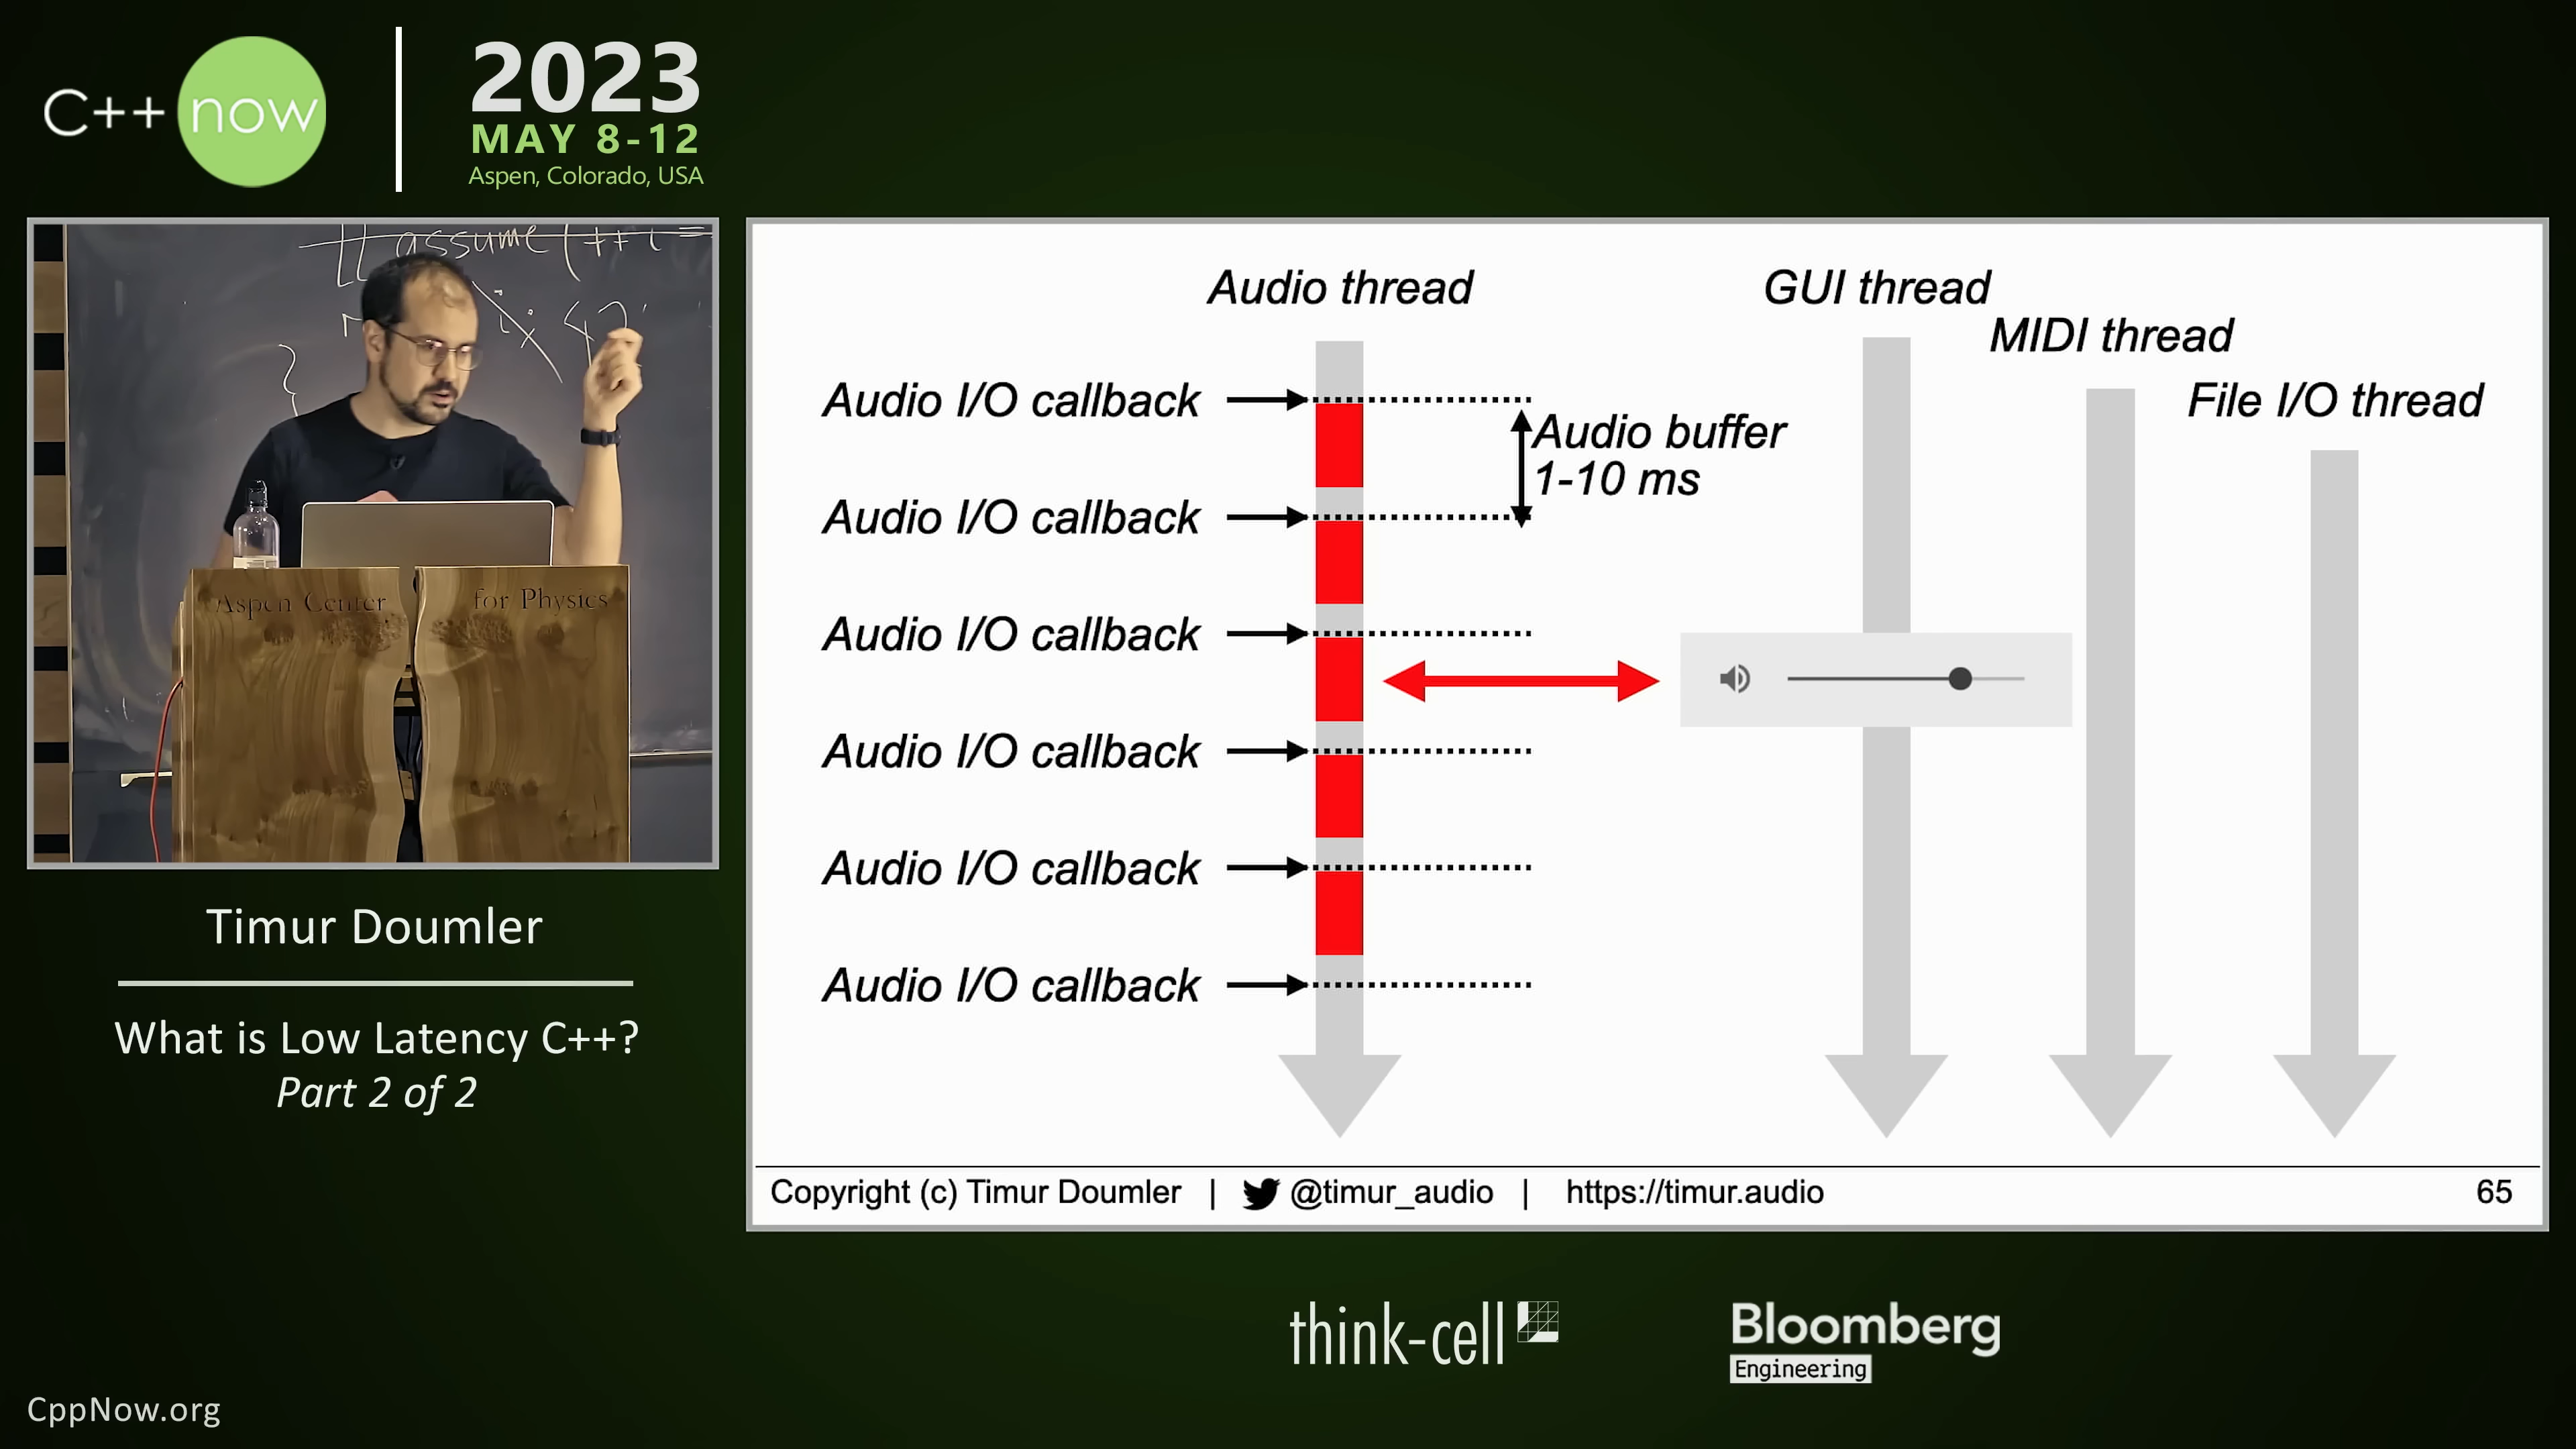 C++ now
2023
MAY 8-12
Aspen, Colorado, USA
[[ assume (++i =
Aspen Center for Physics
Timur Doumler
What is Low Latency C++?
Part 2 of 2
Audio thread
GUI thread
MIDI thread
File I/O thread
Audio I/O callback
Audio buffer
1-10 ms
Audio I/O callback
Audio I/O callback
Audio I/O callback
Audio I/O callback
Audio I/O callback
Copyright (c) Timur Doumler | @timur_audio | https://timur.audio
65
think-cell
Bloomberg
Engineering
CppNow.org